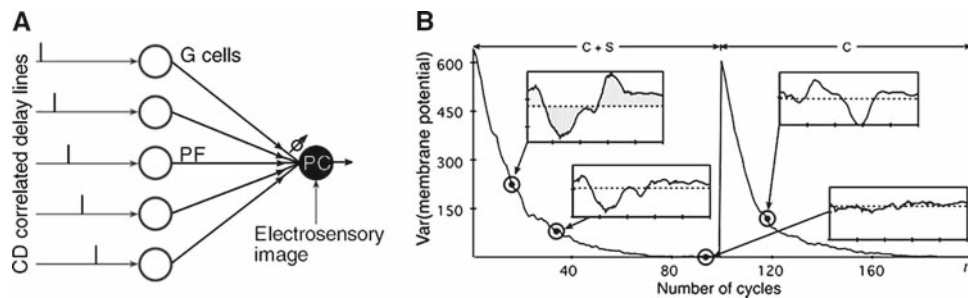 A
CD correlated delay lines
G cells
PF
PC
Electrosensory
image
B
C + S
C
Var(membrane potential)
600
450
300
150
40
80
120
160
n
Number of cycles